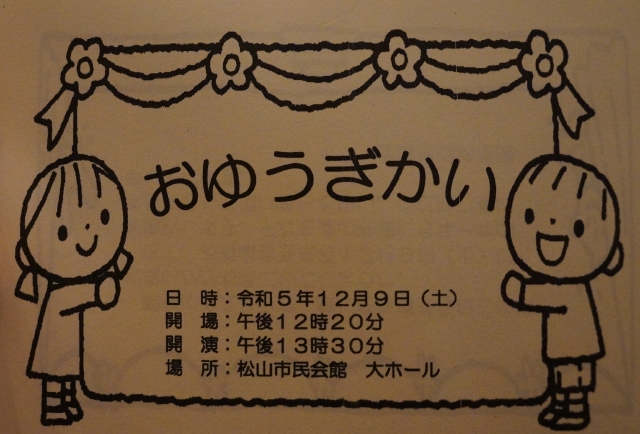 おゆうぎかい
日　時：令和５年１２月９日（土）
開　場：午後１２時２０分
開　演：午後１３時３０分
場　所：松山市民会館　大ホール